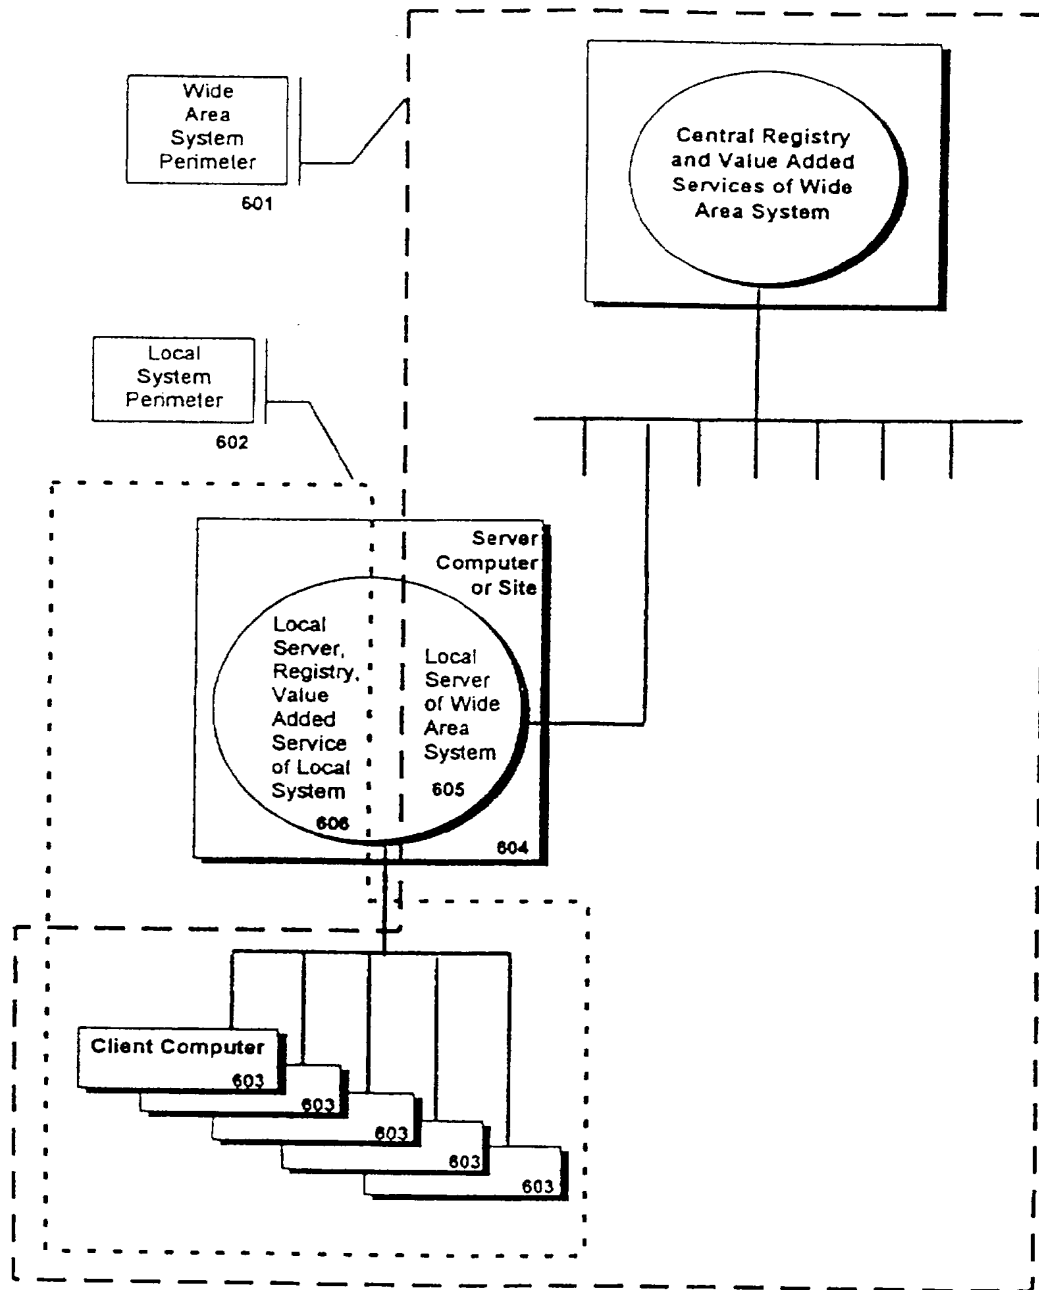 Wide
Area
System
Perimeter
601
Central Registry
and Value Added
Services of Wide
Area System
Local
System
Perimeter
602
Server
Computer
or Site
Local
Server,
Registry,
Value
Added
Service
of Local
System
606
Local
Server
of Wide
Area
System
605
604
Client Computer
603
603
603
603
603